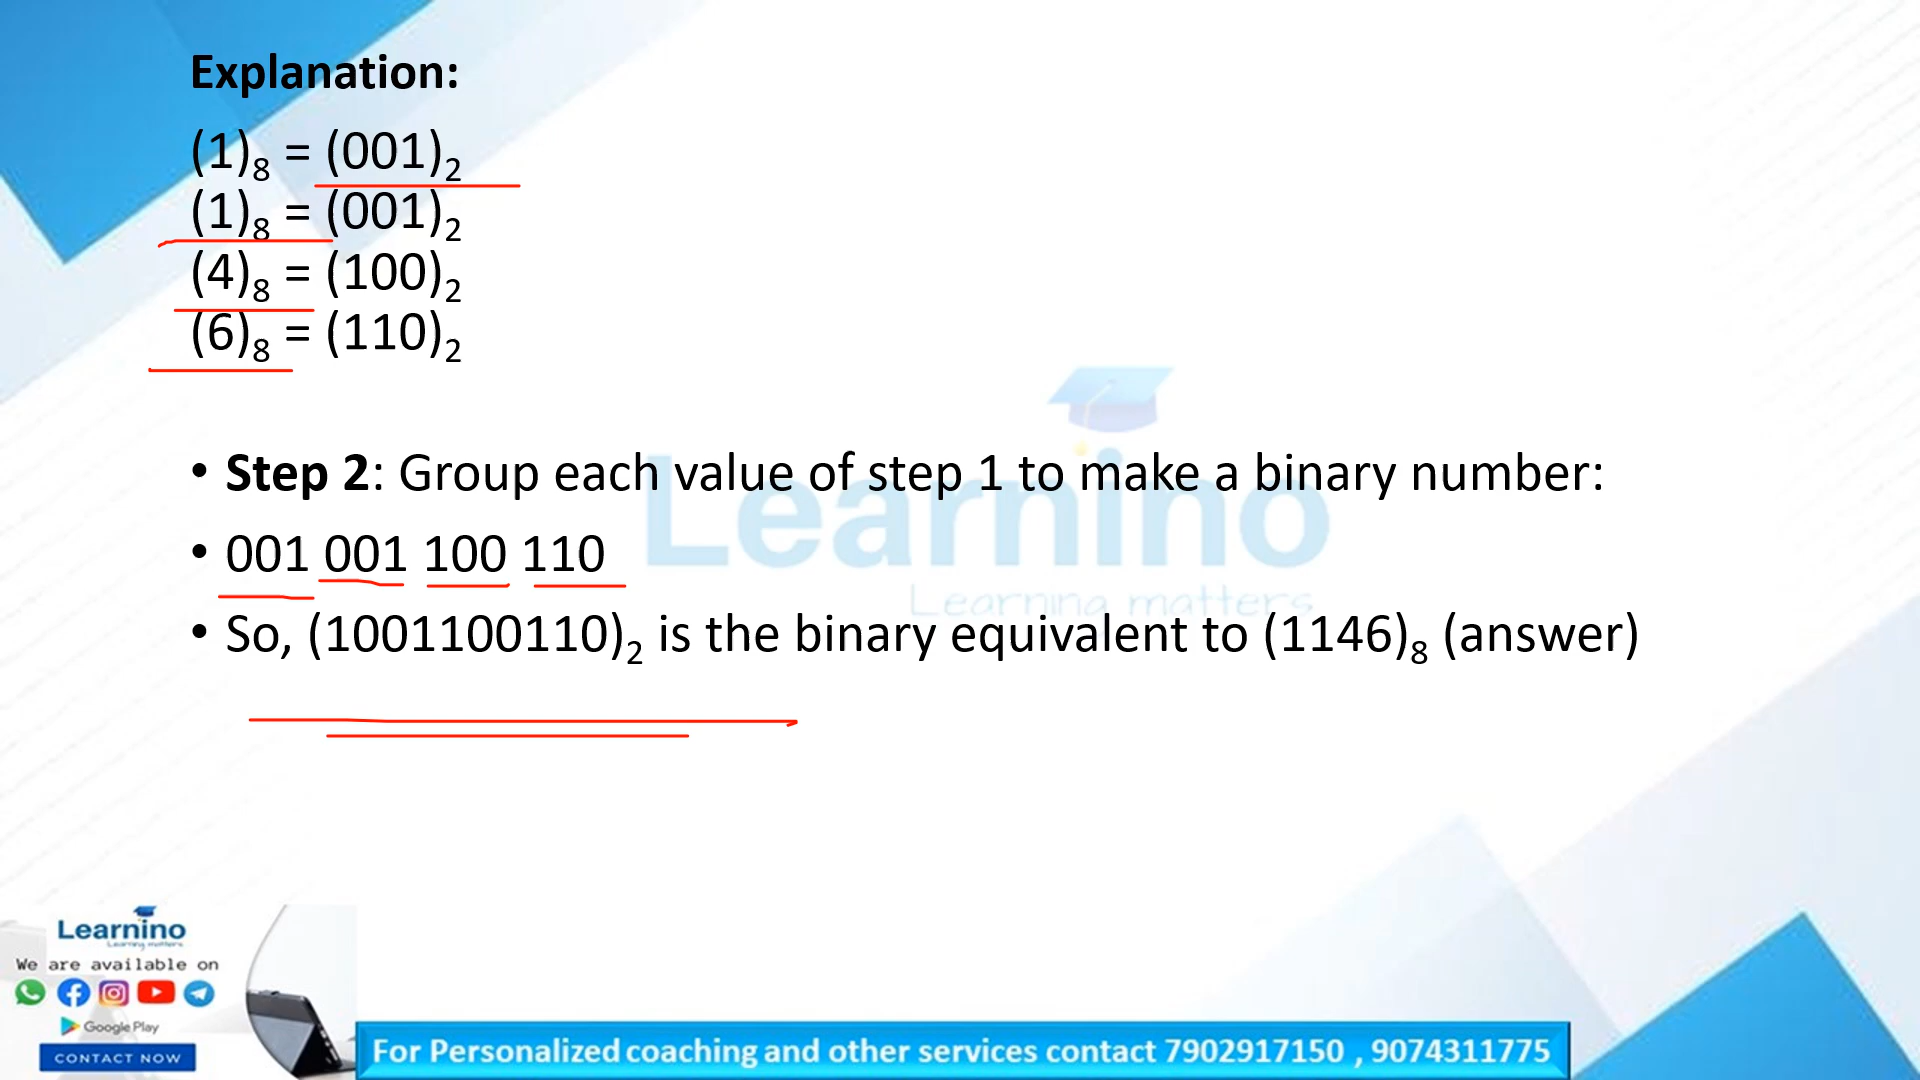 Explanation:
(1)₈ = (001)₂
(1)₈ = (001)₂
(4)₈ = (100)₂
(6)₈ = (110)₂
• Step 2: Group each value of step 1 to make a binary number:
• 001 001 100 110
• So, (1001100110)₂ is the binary equivalent to (1146)₈ (answer)
Learnino
Learning matters
Learnino
Learning matters
We are available on
Google Play
CONTACT NOW
For Personalized coaching and other services contact 7902917150 , 9074311775